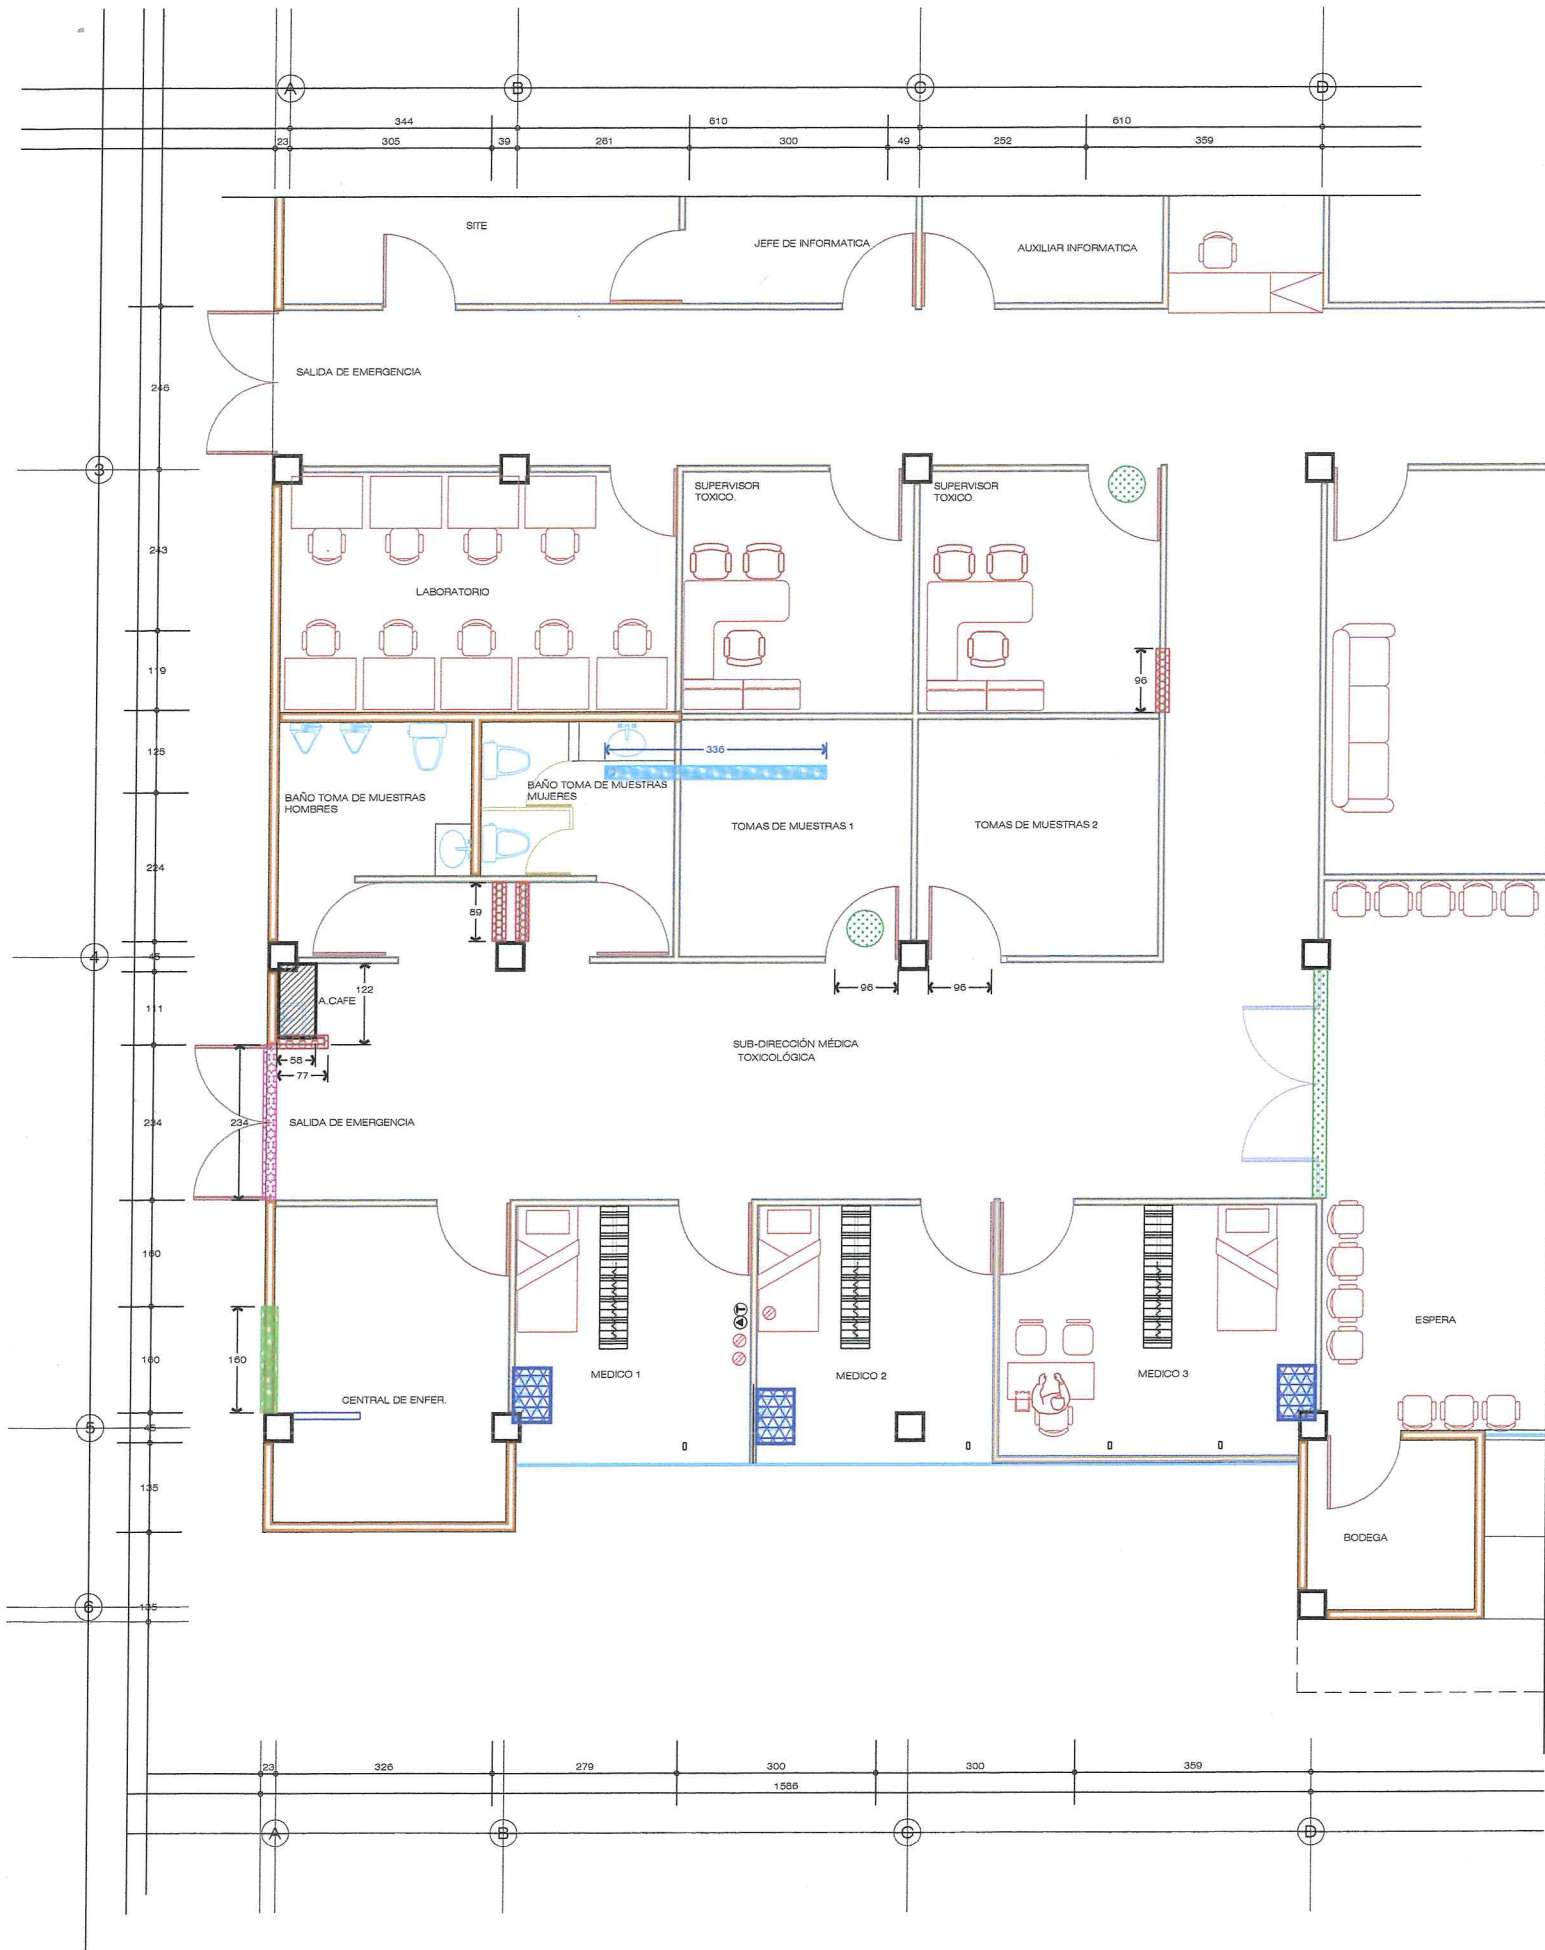 A
B
C
D
344
610
610
23
305
39
261
300
49
252
359
SITE
JEFE DE INFORMATICA
AUXILIAR INFORMATICA
SALIDA DE EMERGENCIA
246
3
SUPERVISOR
TOXICO.
SUPERVISOR
TOXICO.
243
LABORATORIO
119
96
125
336
BAÑO TOMA DE MUESTRAS
HOMBRES
BAÑO TOMA DE MUESTRAS
MUJERES
TOMAS DE MUESTRAS 1
TOMAS DE MUESTRAS 2
224
89
4
45
122
96
96
A.CAFE
111
SUB-DIRECCIÓN MÉDICA
TOXICOLÓGICA
58
77
234
234
SALIDA DE EMERGENCIA
160
T
ESPERA
160
160
MEDICO 1
MEDICO 2
MEDICO 3
CENTRAL DE ENFER.
5
45
135
BODEGA
6
135
23
326
279
300
300
359
1586
A
B
C
D